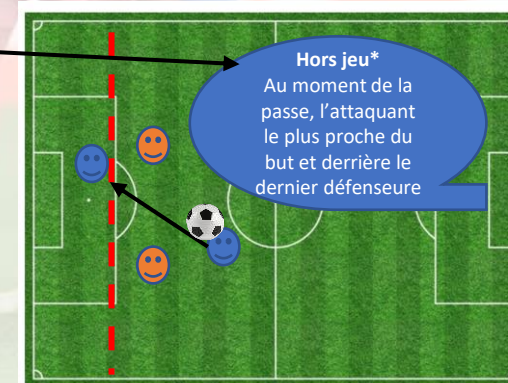 Hors jeu*
Au moment de la
passe, l'attaquant
le plus proche du
but et derrière le
dernier défenseure